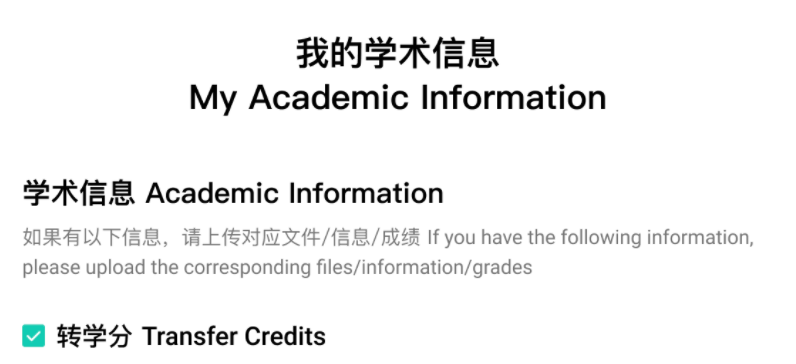 我的学术信息
My Academic Information
学术信息 Academic Information
如果有以下信息，请上传对应文件/信息/成绩 If you have the following information,
please upload the corresponding files/information/grades
转学分 Transfer Credits